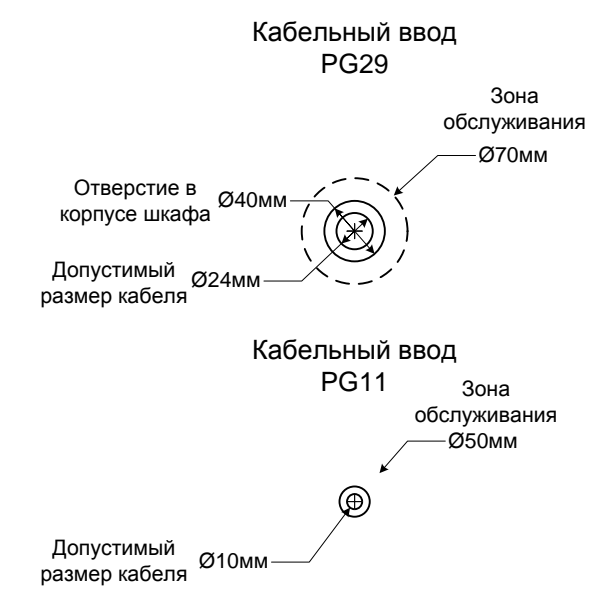 Кабельный ввод
PG29
Зона
обслуживания
Ø70мм
Отверстие в
корпусе шкафа
Ø40мм
Допустимый
размер кабеля
Ø24мм
Кабельный ввод
PG11
Зона
обслуживания
Ø50мм
Допустимый
размер кабеля
Ø10мм